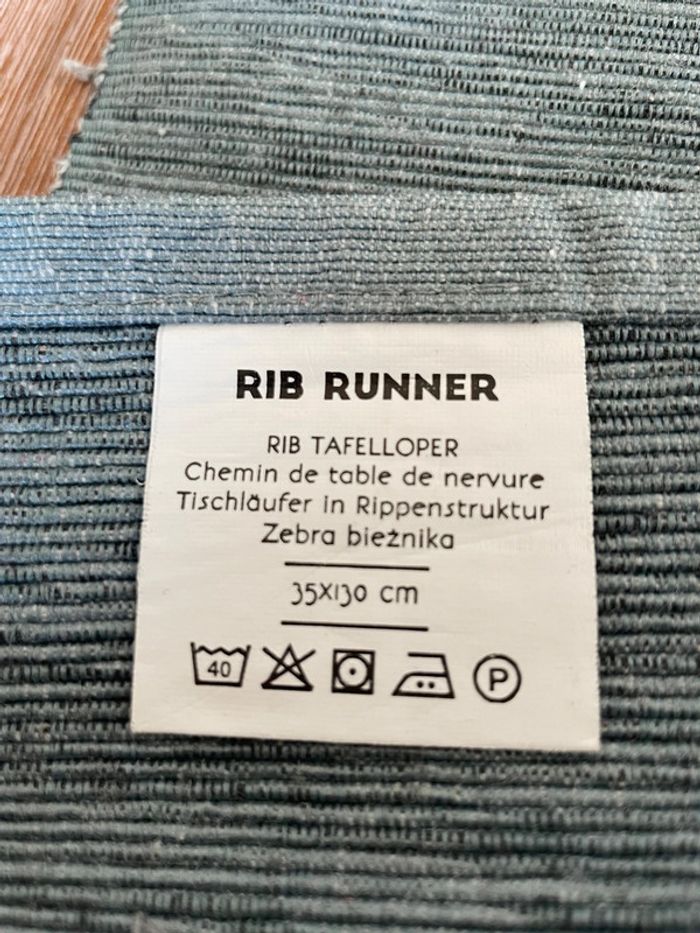 RIB RUNNER
RIB TAFELLOPER
Chemin de table de nervure
Tischläufer in Rippenstruktur
Zebra bieżnika
35x130 cm
40 P